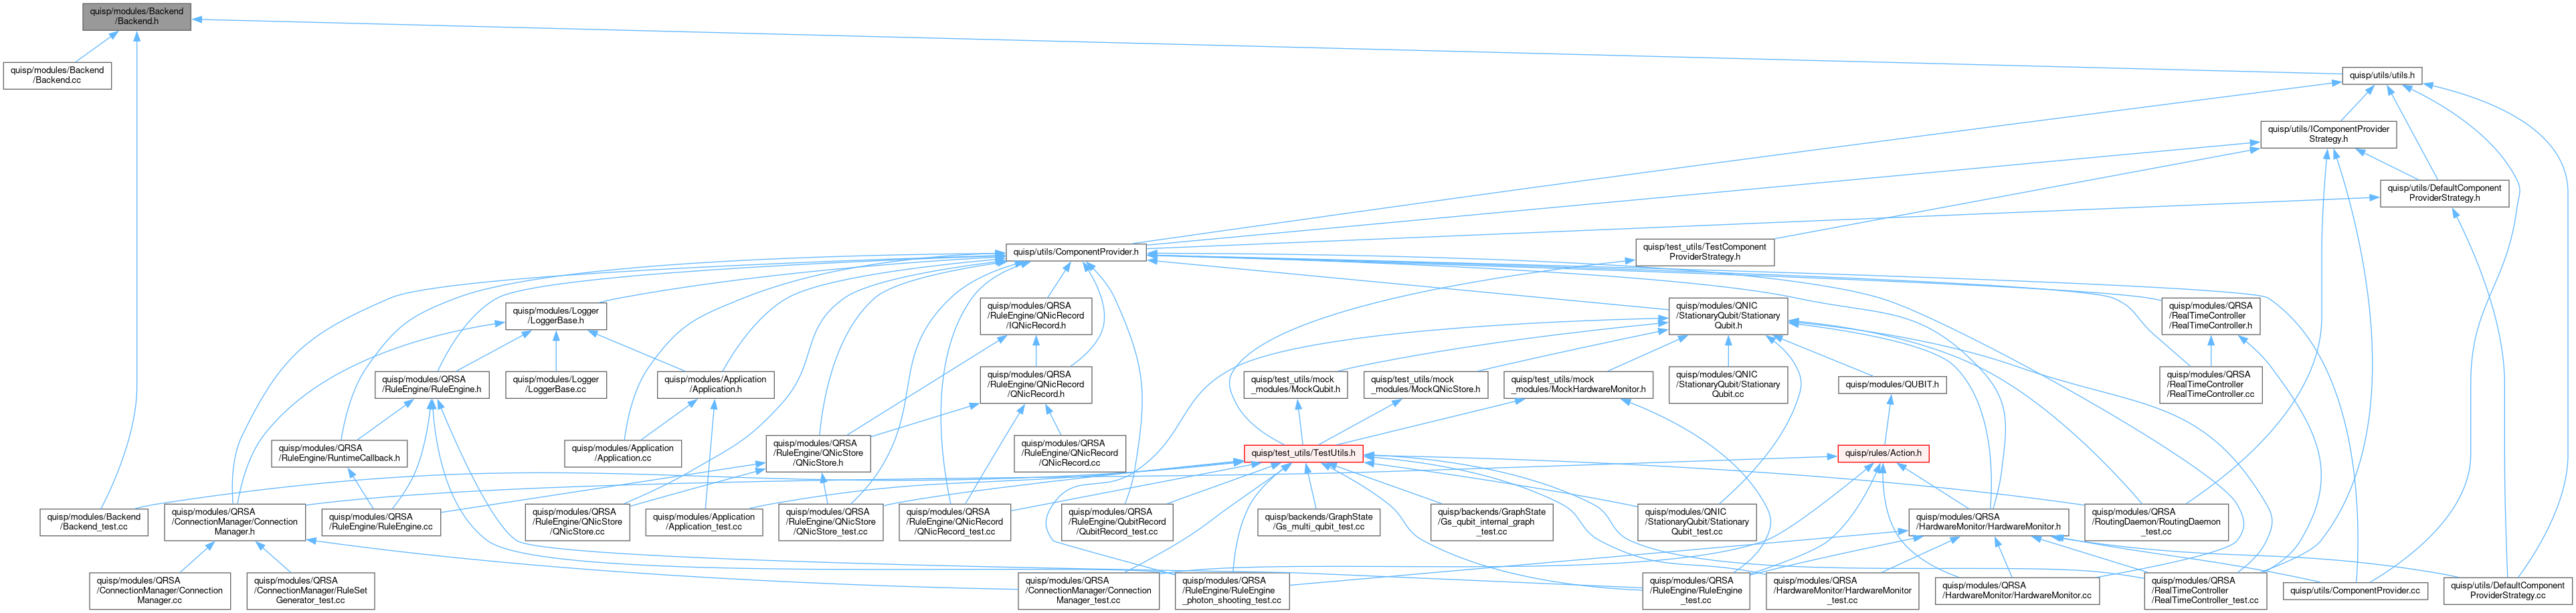 quisp/modules/Backend
/Backend.h
quisp/modules/Backend
/Backend.cc
quisp/utils/utils.h
quisp/utils/IComponentProvider
Strategy.h
quisp/utils/DefaultComponent
ProviderStrategy.h
quisp/utils/ComponentProvider.h
quisp/test_utils/TestComponent
ProviderStrategy.h
quisp/modules/Logger
/LoggerBase.h
quisp/modules/QRSA
/RuleEngine/QNicRecord
/IQNicRecord.h
quisp/modules/QNIC
/StationaryQubit/Stationary
Qubit.h
quisp/modules/QRSA
/RealTimeController
/RealTimeController.h
quisp/modules/QRSA
/RuleEngine/RuleEngine.h
quisp/modules/Logger
/LoggerBase.cc
quisp/modules/Application
/Application.h
quisp/modules/QRSA
/RuleEngine/QNicRecord
/QNicRecord.h
quisp/test_utils/mock
_modules/MockQubit.h
quisp/test_utils/mock
_modules/MockQNicStore.h
quisp/test_utils/mock
_modules/MockHardwareMonitor.h
quisp/modules/QNIC
/StationaryQubit/Stationary
Qubit.cc
quisp/modules/QUBIT.h
quisp/modules/QRSA
/RealTimeController
/RealTimeController.cc
quisp/modules/QRSA
/RuleEngine/RuntimeCallback.h
quisp/modules/Application
/Application.cc
quisp/modules/QRSA
/RuleEngine/QNicStore
/QNicStore.h
quisp/modules/QRSA
/RuleEngine/QNicRecord
/QNicRecord.cc
quisp/test_utils/TestUtils.h
quisp/rules/Action.h
quisp/modules/Backend
/Backend_test.cc
quisp/modules/QRSA
/ConnectionManager/Connection
Manager.h
quisp/modules/QRSA
/RuleEngine/RuleEngine.cc
quisp/modules/QRSA
/RuleEngine/QNicStore
/QNicStore.cc
quisp/modules/Application
/Application_test.cc
quisp/modules/QRSA
/RuleEngine/QNicStore
/QNicStore_test.cc
quisp/modules/QRSA
/RuleEngine/QNicRecord
/QNicRecord_test.cc
quisp/modules/QRSA
/RuleEngine/QubitRecord
/QubitRecord_test.cc
quisp/backends/GraphState
/Gs_multi_qubit_test.cc
quisp/backends/GraphState
/Gs_qubit_internal_graph
_test.cc
quisp/modules/QNIC
/StationaryQubit/Stationary
Qubit_test.cc
quisp/modules/QRSA
/HardwareMonitor/HardwareMonitor.h
quisp/modules/QRSA
/RoutingDaemon/RoutingDaemon
_test.cc
quisp/modules/QRSA
/ConnectionManager/Connection
Manager.cc
quisp/modules/QRSA
/ConnectionManager/RuleSet
Generator_test.cc
quisp/modules/QRSA
/ConnectionManager/Connection
Manager_test.cc
quisp/modules/QRSA
/RuleEngine/RuleEngine
_photon_shooting_test.cc
quisp/modules/QRSA
/RuleEngine/RuleEngine
_test.cc
quisp/modules/QRSA
/HardwareMonitor/HardwareMonitor
_test.cc
quisp/modules/QRSA
/HardwareMonitor/HardwareMonitor.cc
quisp/modules/QRSA
/RealTimeController
/RealTimeController_test.cc
quisp/utils/ComponentProvider.cc
quisp/utils/DefaultComponent
ProviderStrategy.cc